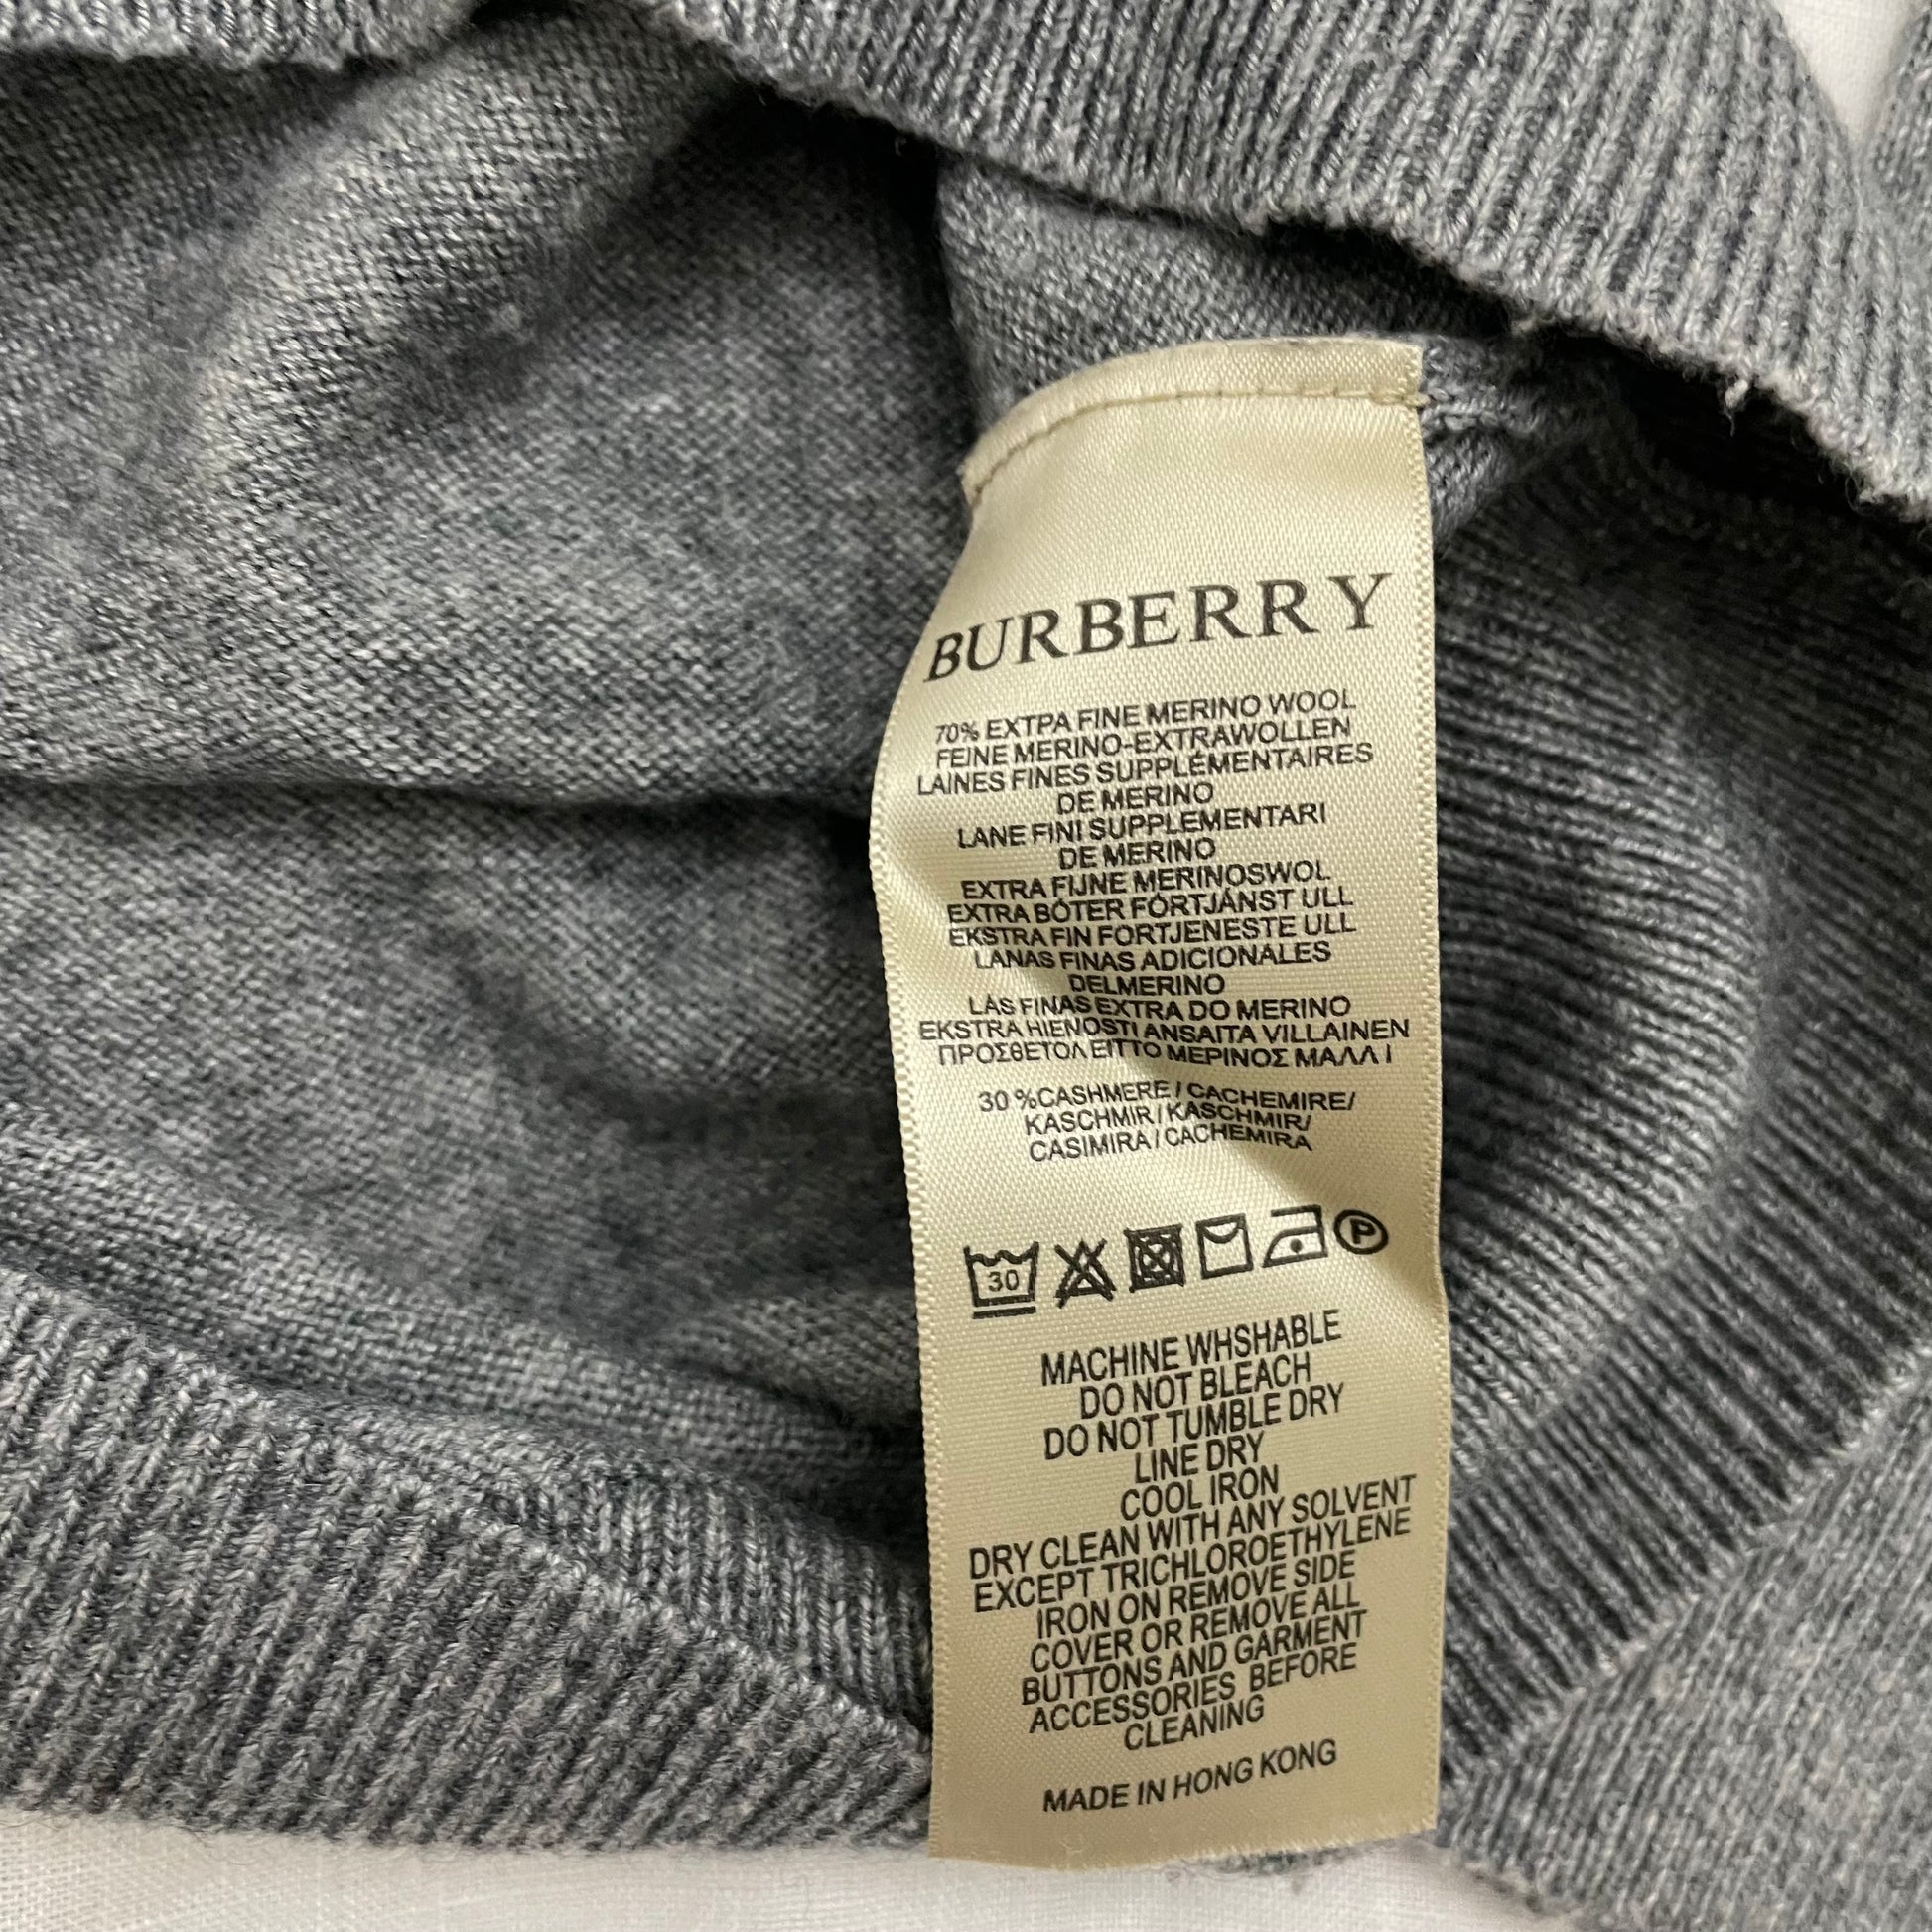 BURBERRY
70% EXTPA FINE MERINO WOOL
FEINE MERINO-EXTRAWOLLEN
LAINES FINES SUPPLEMENTAIRES
DE MERINO
LANE FINI SUPPLEMENTARI
DE MERINO
EXTRA FIJNE MERINOSWOL
EXTRA BÓTER FÓRTJÁNST ULL
EKSTRA FIN FORTJENESTE ULL
LANAS FINAS ADICIONALES
DELMERINO
LÁS FINAS EXTRA DO MERINO
EKSTRA HIENOSTI ANSAITA VILLAINEN
ΠΡΟΣθΕΤΟΛ ΕΙΤΤΟ ΜΕΡΙΝΟΣ ΜΑΛΛ Ι
30 %CASHMERE / CACHEMIRE/
KASCHMIR / KASCHMIR/
CASIMIRA / CACHEMIRA
30 P
MACHINE WHSHABLE
DO NOT BLEACH
DO NOT TUMBLE DRY
LINE DRY
COOL IRON
DRY CLEAN WITH ANY SOLVENT
EXCEPT TRICHLOROETHYLENE
IRON ON REMOVE SIDE
COVER OR REMOVE ALL
BUTTONS AND GARMENT
ACCESSORIES BEFORE
CLEANING
MADE IN HONG KONG